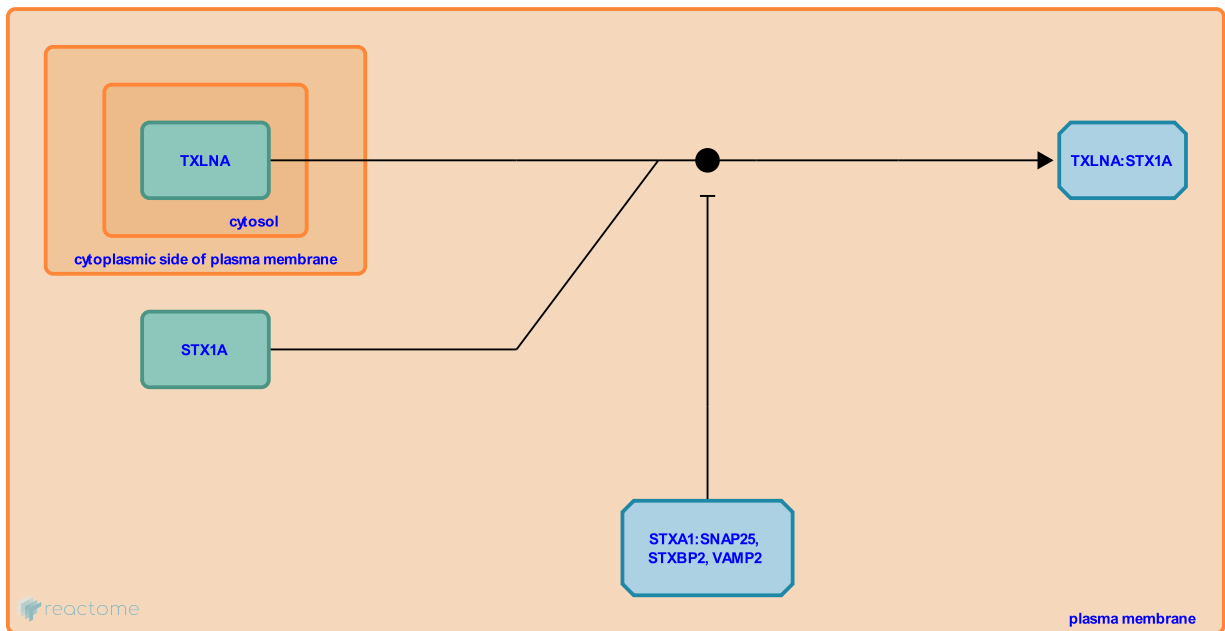 TXLNA
TXLNA:STX1A
cytosol
cytoplasmic side of plasma membrane
STX1A
STXA1:SNAP25,
STXBP2, VAMP2
reactome
plasma membrane